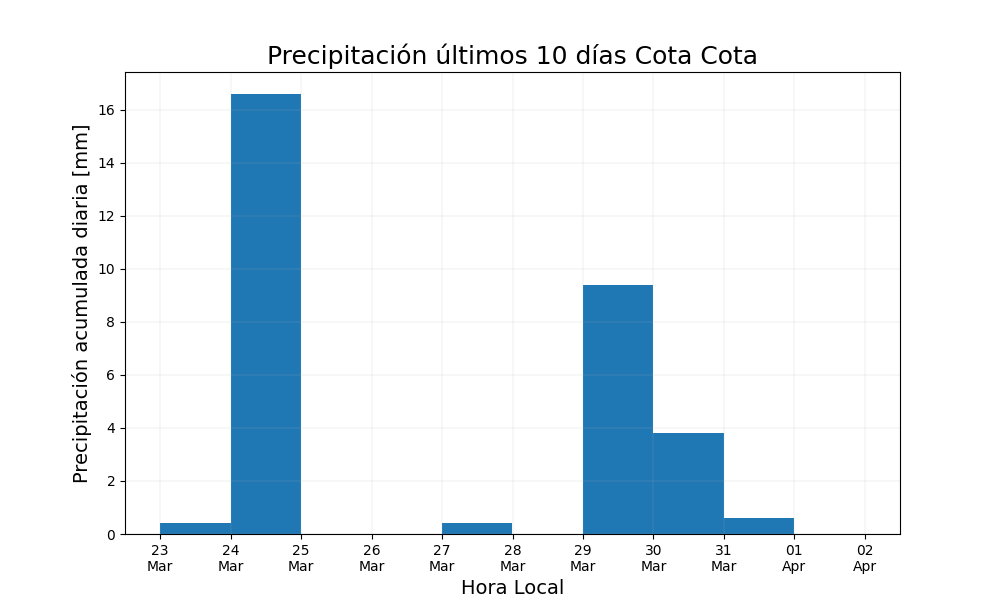 Precipitación últimos 10 días Cota Cota
Precipitación acumulada diaria [mm]
16
14
12
10
8
6
4
2
0
23 Mar
24 Mar
25 Mar
26 Mar
27 Mar
28 Mar
29 Mar
30 Mar
31 Mar
01 Apr
02 Apr
Hora Local